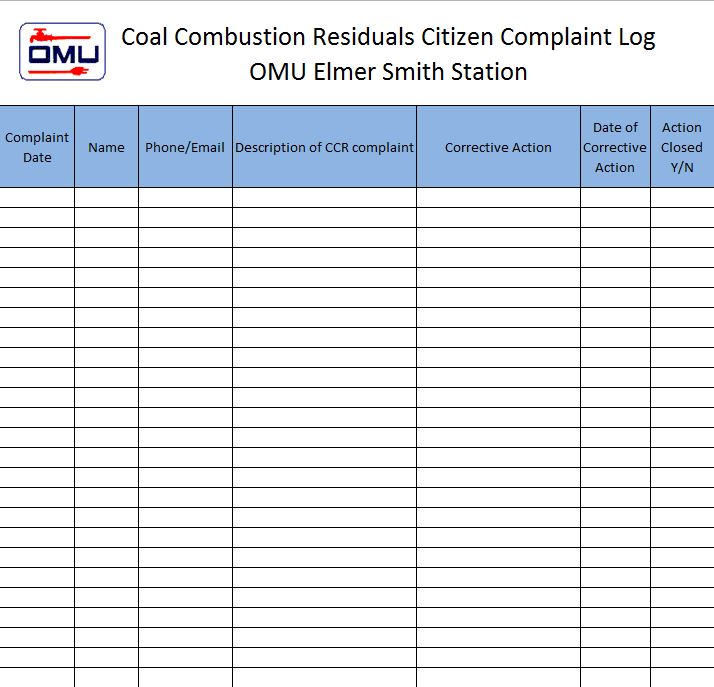 OMU
Coal Combustion Residuals Citizen Complaint Log
OMU Elmer Smith Station
Complaint
Date
Name
Phone/Email
Description of CCR complaint
Corrective Action
Date of
Corrective
Action
Action
Closed
Y/N